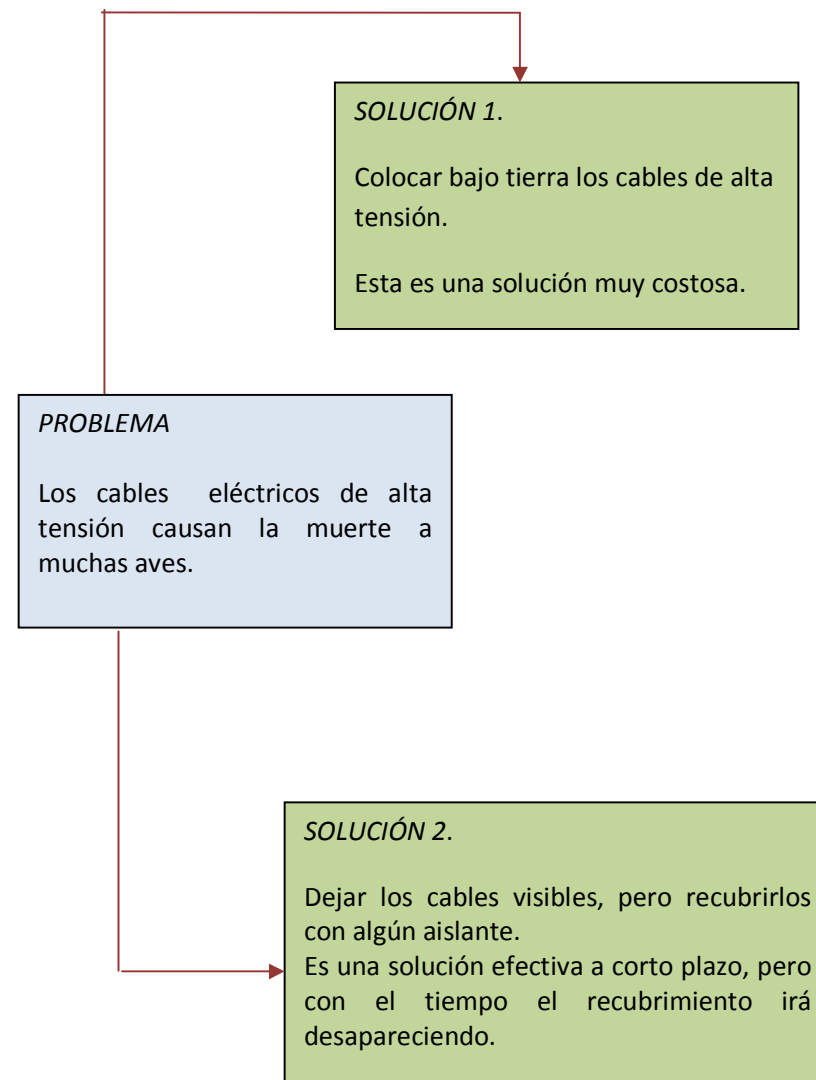 SOLUCIÓN 1.
Colocar bajo tierra los cables de alta
tensión.
Esta es una solución muy costosa.
PROBLEMA
Los cables eléctricos de alta
tensión causan la muerte a
muchas aves.
SOLUCIÓN 2.
Dejar los cables visibles, pero recubrirlos
con algún aislante.
Es una solución efectiva a corto plazo, pero
con el tiempo el recubrimiento irá
desapareciendo.